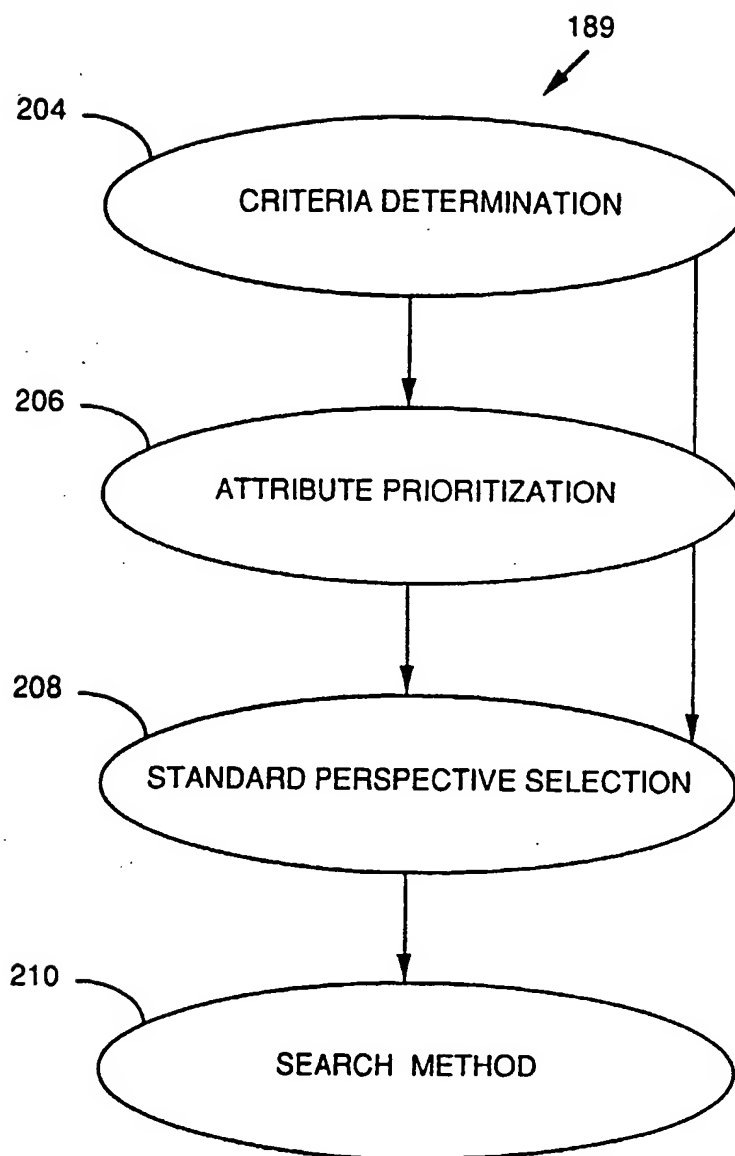 189
204
CRITERIA DETERMINATION
206
ATTRIBUTE PRIORITIZATION
208
STANDARD PERSPECTIVE SELECTION
210
SEARCH METHOD